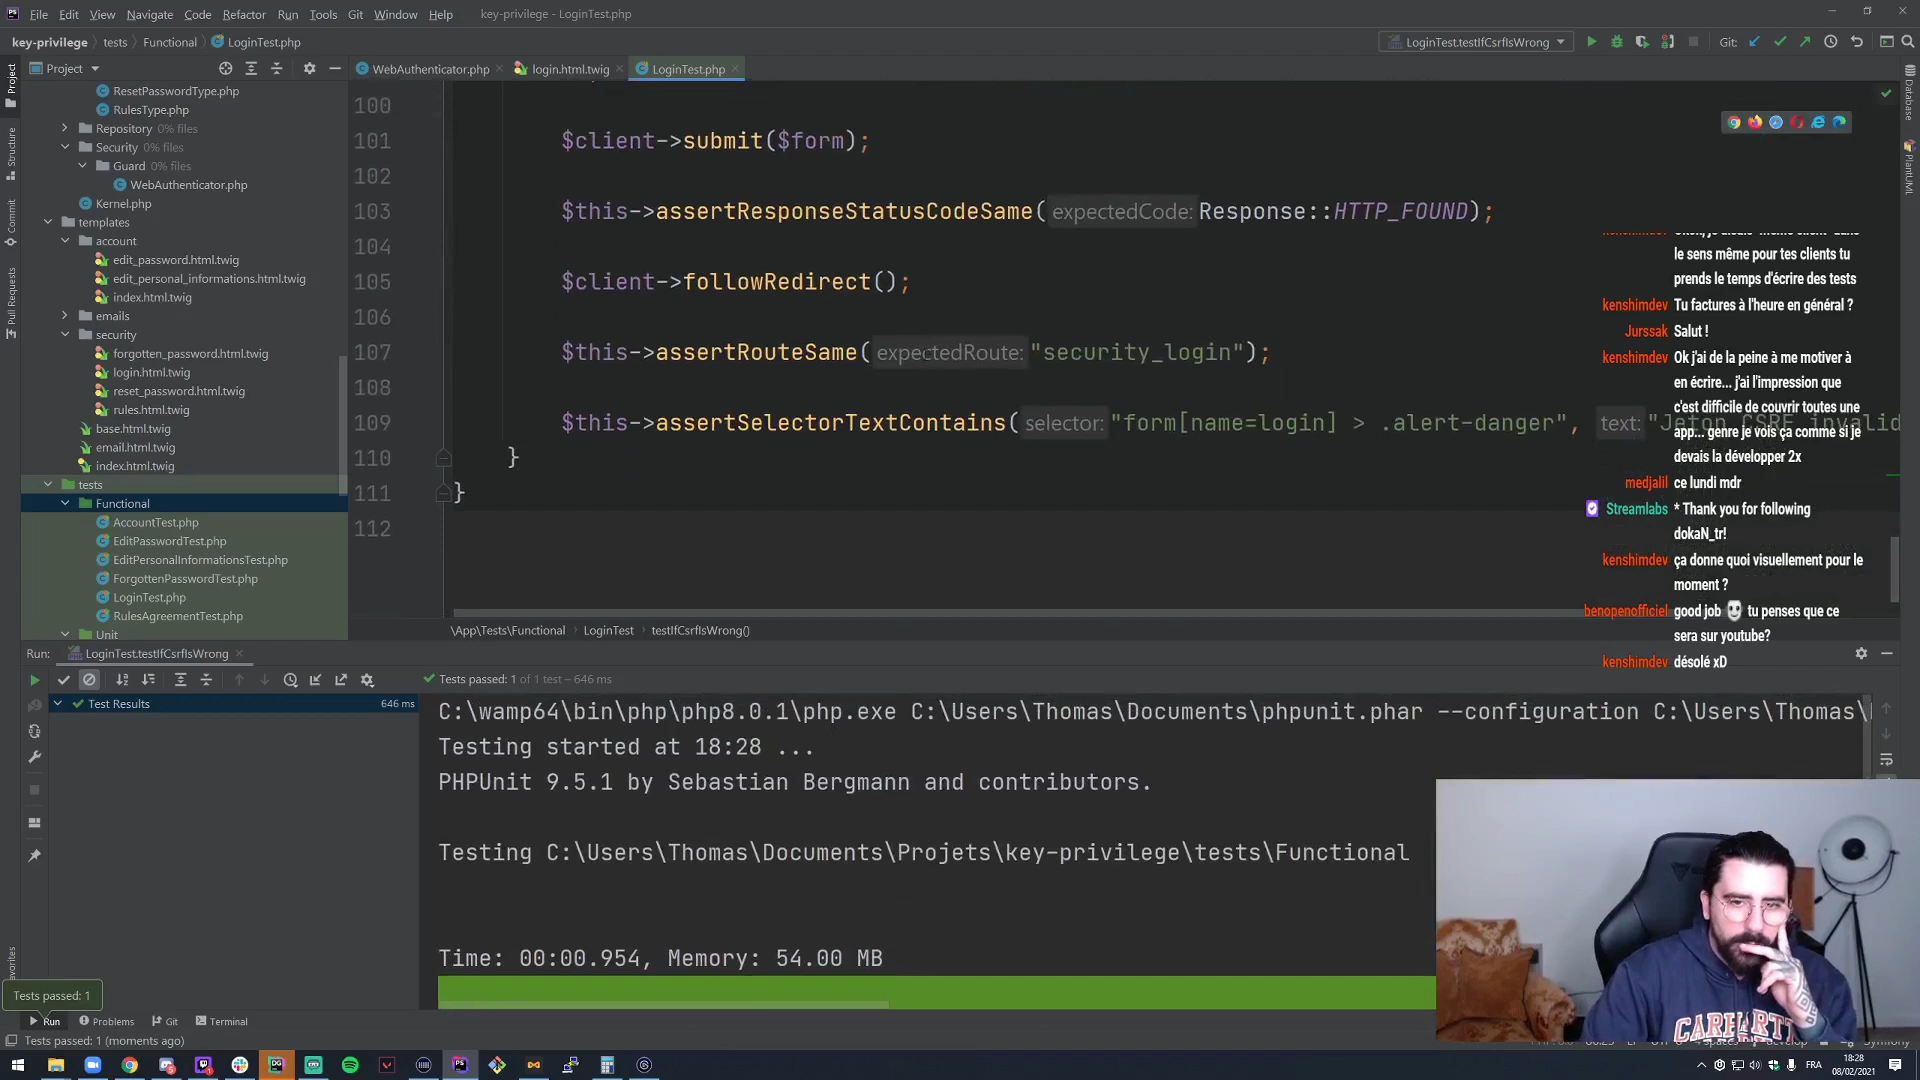 File Edit View Navigate Code Refactor Run Tools Git Window Help key-privilege - LoginTest.php
key-privilege tests Functional LoginTest.php
LoginTest.testIfCsrfIsWrong Git:
Project
WebAuthenticator.php login.html.twig LoginTest.php
ResetPasswordType.php
RulesType.php
Repository 0% files
Security 0% files
Guard 0% files
WebAuthenticator.php
Kernel.php
templates
account
edit_password.html.twig
edit_personal_informations.html.twig
index.html.twig
emails
security
forgotten_password.html.twig
login.html.twig
reset_password.html.twig
rules.html.twig
base.html.twig
email.html.twig
index.html.twig
tests
Functional
AccountTest.php
EditPasswordTest.php
EditPersonalInformationsTest.php
ForgottenPasswordTest.php
LoginTest.php
RulesAgreementTest.php
Unit
Project
Structure
Commit
Pull Requests
Database
PlantUML
100
101 $client->submit($form);
102
103 $this->assertResponseStatusCodeSame( expectedCode: Response::HTTP_FOUND);
104
105 $client->followRedirect();
106
107 $this->assertRouteSame( expectedRoute: "security_login");
108
109 $this->assertSelectorTextContains( selector: "form[name=login] > .alert-danger", text: "Jeton CSRF invalid
110 }
111 }
112
\App\Tests\Functional LoginTest testIfCsrfIsWrong()
le sens même pour tes clients tu
prends le temps d'écrire des tests
kenshimdev Tu factures à l'heure en général ?
Jurssak Salut !
kenshimdev Ok j'ai de la peine à me motiver à
en écrire... j'ai l'impression que
c'est difficile de couvrir toutes une
app... genre je vois ça comme si je
devais la développer 2x
medjalil ce lundi mdr
Streamlabs * Thank you for following
dokaN_tr!
kenshimdev ça donne quoi visuellement pour le
moment ?
benopenofficiel good job tu penses que ce
sera sur youtube?
kenshimdev désolé xD
Run: LoginTest.testIfCsrfIsWrong
Tests passed: 1 of 1 test – 646 ms
Test Results 646 ms
C:\wamp64\bin\php\php8.0.1\php.exe C:\Users\Thomas\Documents\phpunit.phar --configuration C:\Users\Thomas\
Testing started at 18:28 ...
PHPUnit 9.5.1 by Sebastian Bergmann and contributors.
Testing C:\Users\Thomas\Documents\Projets\key-privilege\tests\Functional
Time: 00:00.954, Memory: 54.00 MB
Tests passed: 1
Run Problems Git Terminal
Tests passed: 1 (moments ago)
CARHARTT
FRA 18:28
08/02/2021